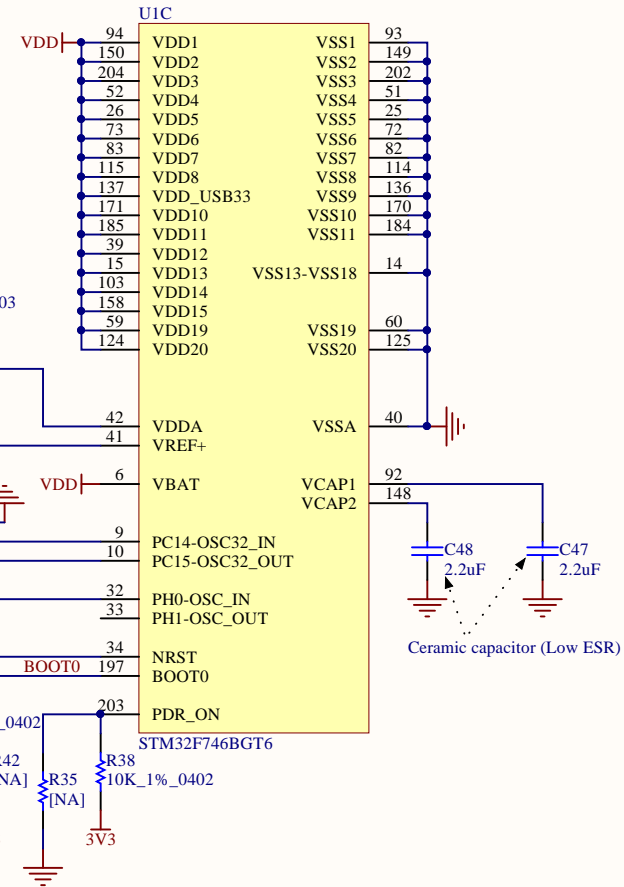 U1C
VDD 94 VDD1 VSS1 93
150 VDD2 VSS2 149
204 VDD3 VSS3 202
52 VDD4 VSS4 51
26 VDD5 VSS5 25
73 VDD6 VSS6 72
83 VDD7 VSS7 82
115 VDD8 VSS8 114
137 VDD_USB33 VSS9 136
171 VDD10 VSS10 170
185 VDD11 VSS11 184
39 VDD12
15 VDD13 VSS13-VSS18 14
103 VDD14
03 158 VDD15
59 VDD19 VSS19 60
124 VDD20 VSS20 125
42 VDDA VSSA 40
41 VREF+
VDD 6 VBAT VCAP1 92
VCAP2 148
9 PC14-OSC32_IN
10 PC15-OSC32_OUT
C48 C47
2.2uF 2.2uF
32 PH0-OSC_IN
33 PH1-OSC_OUT
Ceramic capacitor (Low ESR)
34 NRST
BOOT0 197 BOOT0
203 PDR_ON
_0402
STM32F746BGT6
R42 R38
NA] R35 10K_1%_0402
[NA]
3V3